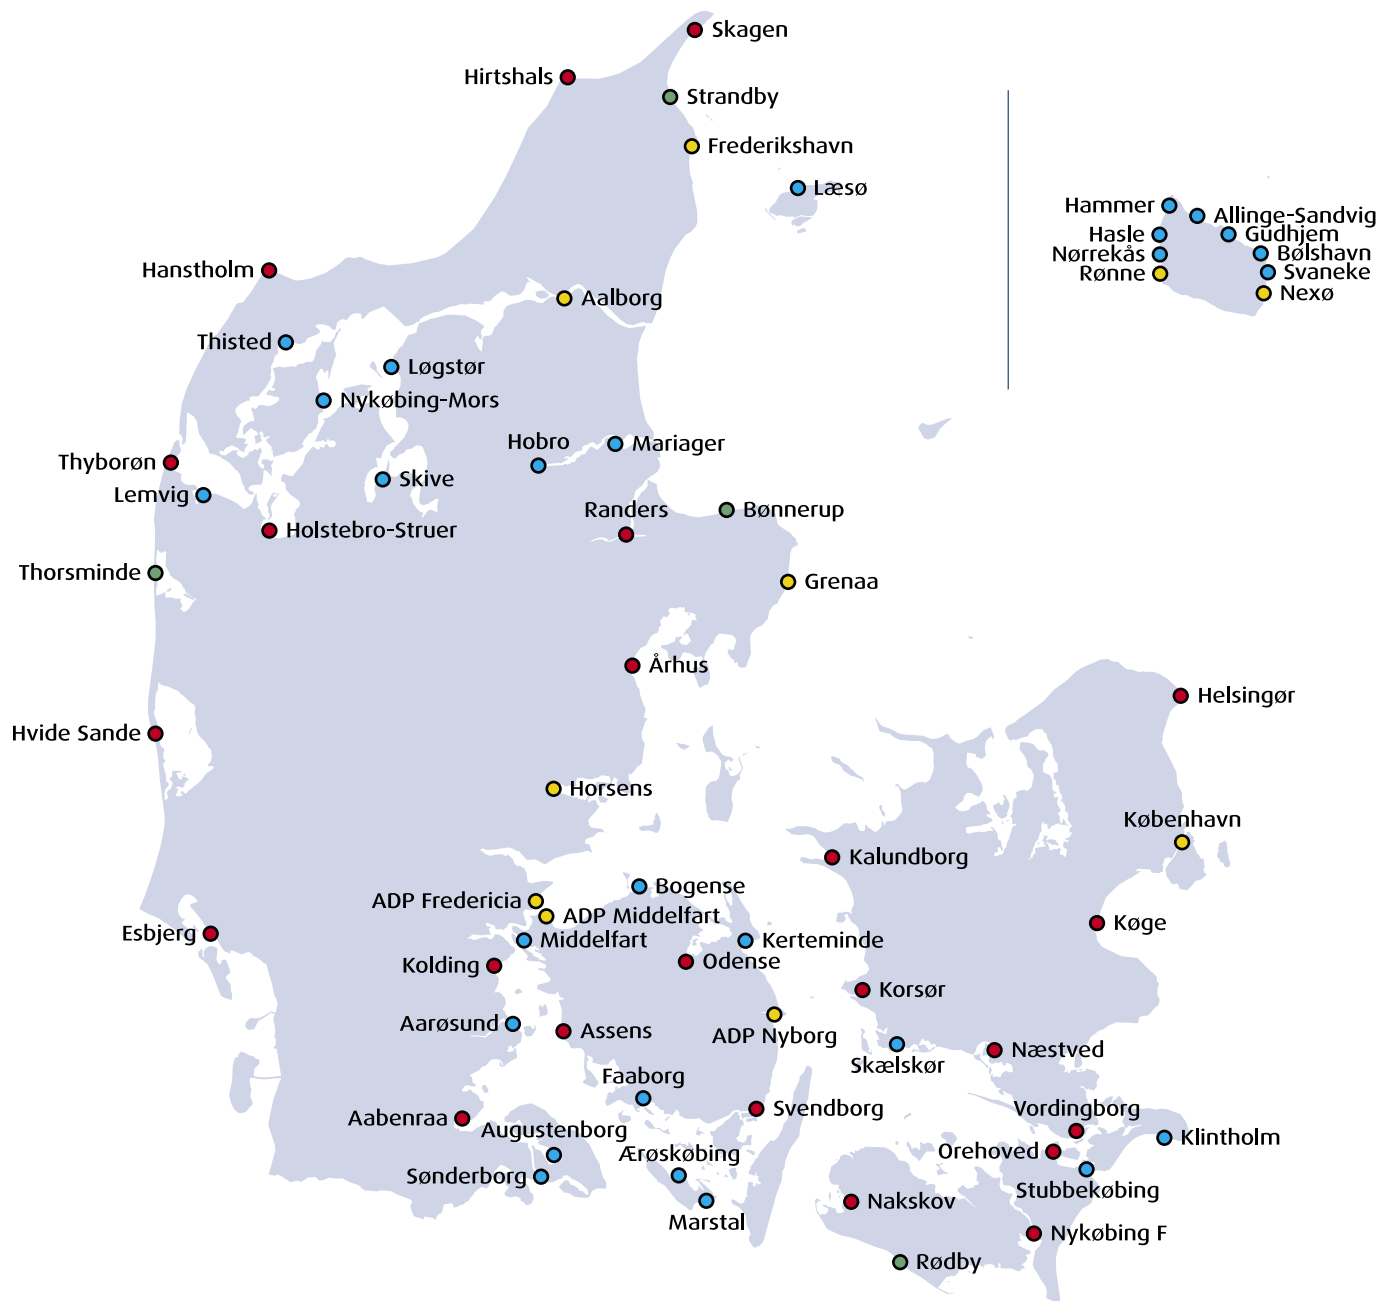 Skagen
Hirtshals
Strandby
Frederikshavn
Læsø
Hammer
Allinge-Sandvig
Hasle
Gudhjem
Nørrekås
Bølshavn
Rønne
Svaneke
Nexø
Hanstholm
Aalborg
Thisted
Løgstør
Nykøbing-Mors
Hobro
Mariager
Thyborøn
Skive
Lemvig
Randers
Bønnerup
Holstebro-Struer
Thorsminde
Grenaa
Århus
Helsingør
Hvide Sande
Horsens
København
Kalundborg
Bogense
ADP Fredericia
ADP Middelfart
Køge
Esbjerg
Middelfart
Kerteminde
Kolding
Odense
Korsør
Aarøsund
Assens
ADP Nyborg
Næstved
Skælskør
Faaborg
Svendborg
Vordingborg
Aabenraa
Augustenborg
Klintholm
Ærøskøbing
Orehoved
Sønderborg
Stubbekøbing
Nakskov
Marstal
Nykøbing F
Rødby